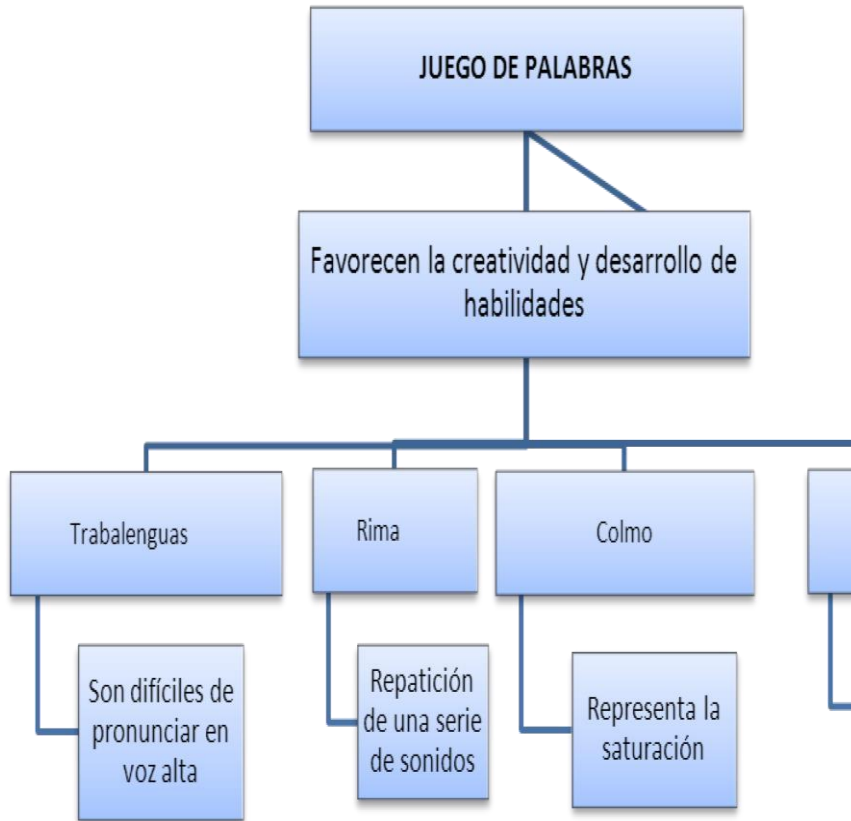 JUEGO DE PALABRAS
Favorecen la creatividad y desarrollo de
habilidades
Trabalenguas
Rima
Colmo
Son difíciles de
pronunciar en
voz alta
Repatición
de una serie
de sonidos
Representa la
saturación